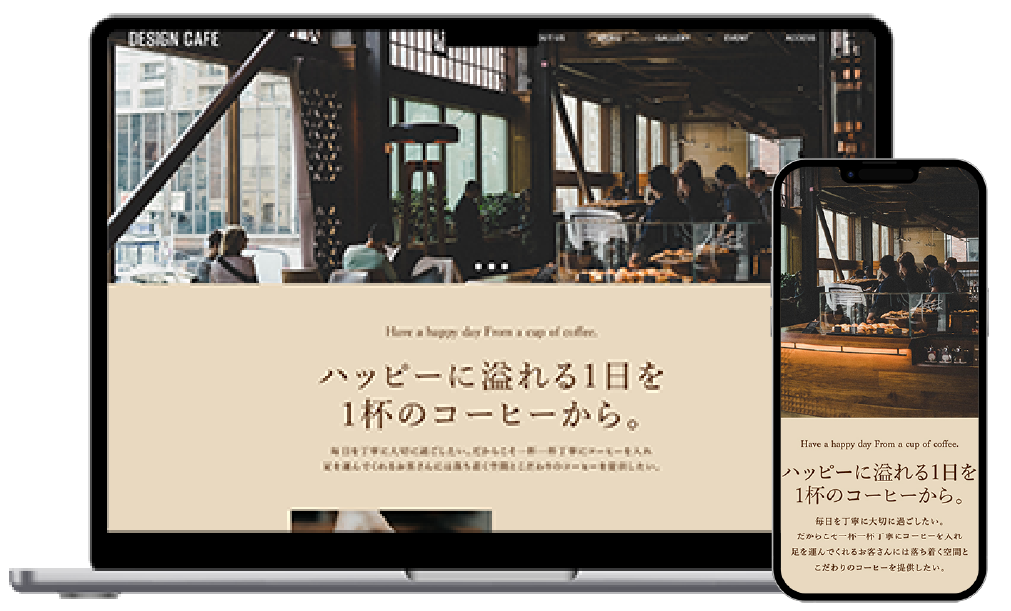 DESIGN CAFE
GALLERY
EVENT
ACCESS
Have a happy day From a cup of coffee.
ハッピーに溢れる1日を
1杯のコーヒーから。
毎日を丁寧に大切に過ごしたい。だからこそ一杯一杯丁寧にコーヒーを入れ
足を運んでくれるお客さんには落ち着く空間とこだわりのコーヒーを提供したい。
Have a happy day From a cup of coffee.
ハッピーに溢れる1日を
1杯のコーヒーから。
毎日を丁寧に大切に過ごしたい。
だからこそ一杯一杯丁寧にコーヒーを入れ
足を運んでくれるお客さんには落ち着く空間と
こだわりのコーヒーを提供したい。